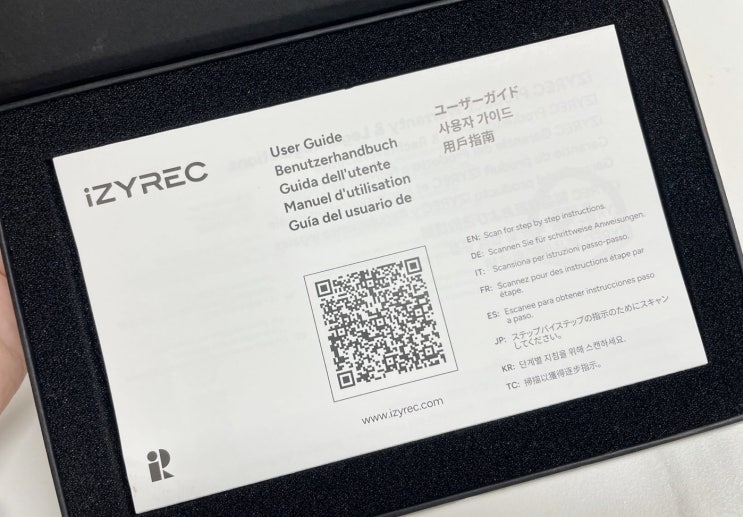 iZYREC
User Guide
Benutzerhandbuch
Guida dell'utente
Manuel d'utilisation
Guía del usuario de
ユーザーガイド
사용자 가이드
用戶指南
EN: Scan for step by step instructions.
DE: Scannen Sie für schrittweise Anweisungen.
IT: Scansiona per istruzioni passo-passo.
FR: Scannez pour des instructions étape par
étape.
ES: Escanee para obtener instrucciones paso
a paso.
JP: ステップバイステップの指示のためにスキャン
してください。
KR: 단계별 지침을 위해 스캔하세요.
TC: 掃描以獲得逐步指示。
www.izyrec.com
iR